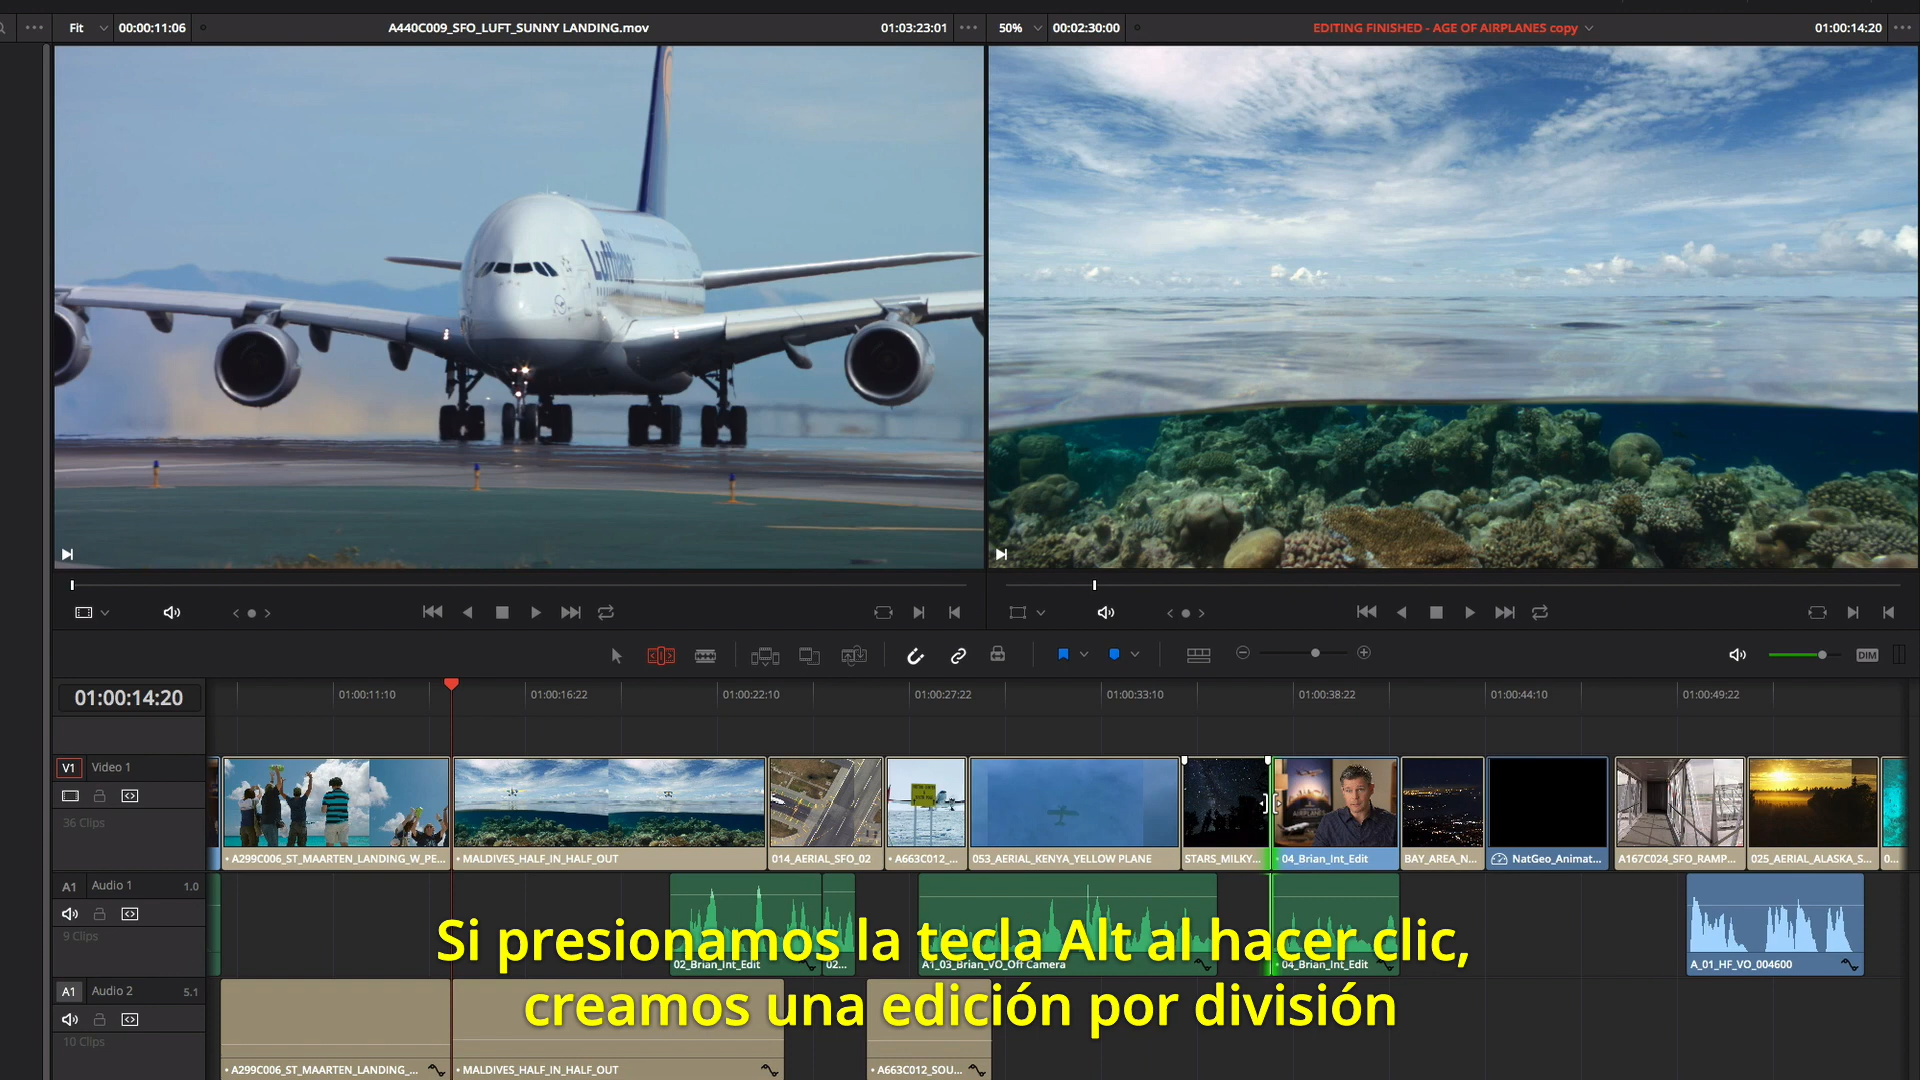 Fit 00:00:11:06 A440C009_SFO_LUFT_SUNNY LANDING.mov 01:03:23:01 50% 00:02:30:00 EDITING FINISHED - AGE OF AIRPLANES copy 01:00:14:20
Lufthansa
DIM
01:00:14:20 01:00:11:10 01:00:16:22 01:00:22:10 01:00:27:22 01:00:33:10 01:00:38:22 01:00:44:10 01:00:49:22
V1 Video 1
36 Clips
• A299C006_ST_MAARTEN_LANDING_W_PE... • MALDIVES_HALF_IN_HALF_OUT 014_AERIAL_SFO_02 • A663C012_... 053_AERIAL_KENYA_YELLOW PLANE STARS_MILKY... • 04_Brian_Int_Edit BAY_AREA_N... NatGeo_Animat... A167C024_SFO_RAMP... 025_AERIAL_ALASKA_S... 0...
A1 Audio 1 1.0
9 Clips
Si presionamos la tecla Alt al hacer clic,
02_Brian_Int_Edit 02... A1_03_Brian_VO_Off Camera • 04_Brian_Int_Edit A_01_HF_VO_004600
A1 Audio 2 5.1
creamos una edición por división
10 Clips
• A299C006_ST_MAARTEN_LANDING_... • MALDIVES_HALF_IN_HALF_OUT • A663C012_SOU...